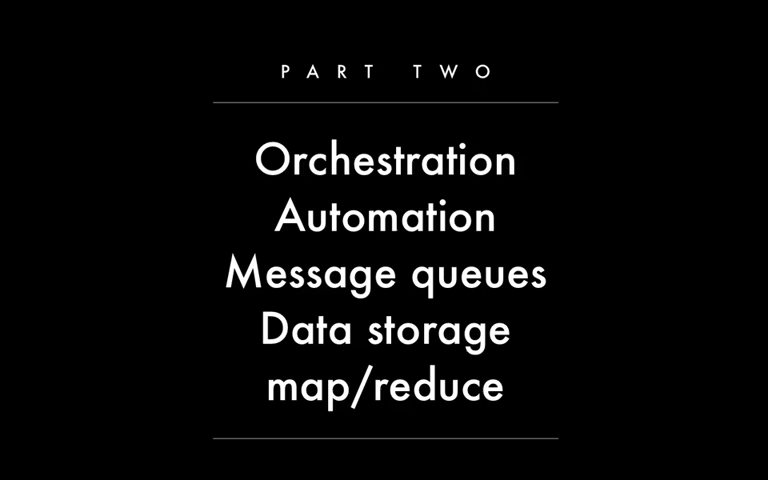 PART TWO
Orchestration
Automation
Message queues
Data storage
map/reduce